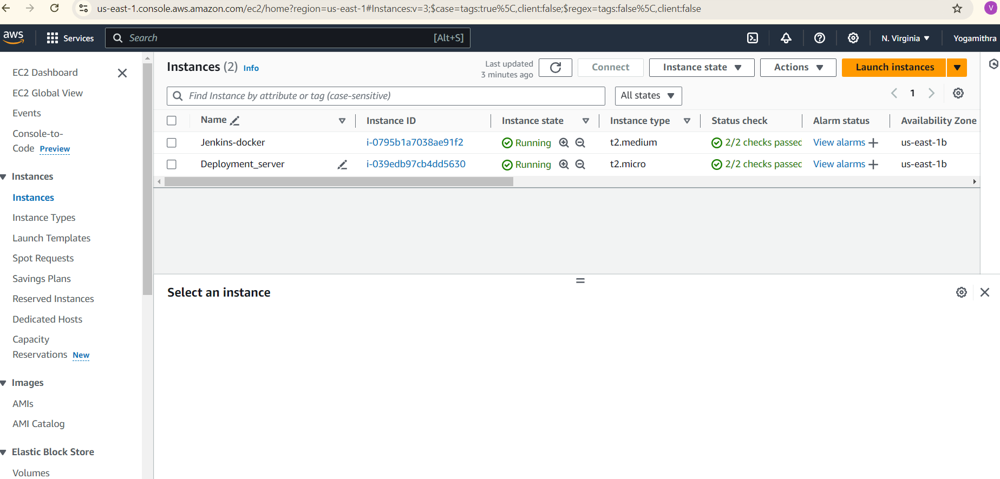 us-east-1.console.aws.amazon.com/ec2/home?region=us-east-1#Instances:v=3;$case=tags:true%5C,client:false;$regex=tags:false%5C,client:false
V
aws
Services
Search
[Alt+S]
N. Virginia
Yogamithra
EC2 Dashboard
EC2 Global View
Events
Console-to-
Code Preview
Instances
Instances
Instance Types
Launch Templates
Spot Requests
Savings Plans
Reserved Instances
Dedicated Hosts
Capacity
Reservations New
Images
AMIs
AMI Catalog
Elastic Block Store
Volumes
Instances (2) Info
Last updated
3 minutes ago
Connect
Instance state
Actions
Launch instances
Find Instance by attribute or tag (case-sensitive)
All states
1
Name Instance ID Instance state Instance type Status check Alarm status Availability Zone
Jenkins-docker i-0795b1a7038ae91f2 Running t2.medium 2/2 checks passed View alarms us-east-1b
Deployment_server i-039edb97cb4dd5630 Running t2.micro 2/2 checks passed View alarms us-east-1b
Select an instance